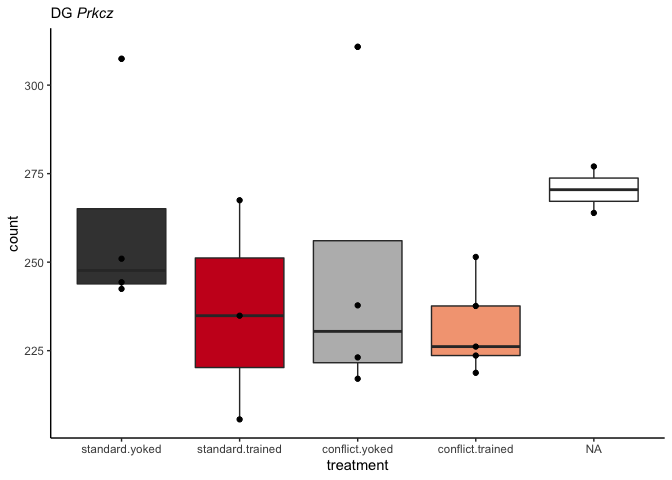 DG Prkcz
count
300
275
250
225
standard.yoked standard.trained conflict.yoked conflict.trained NA
treatment